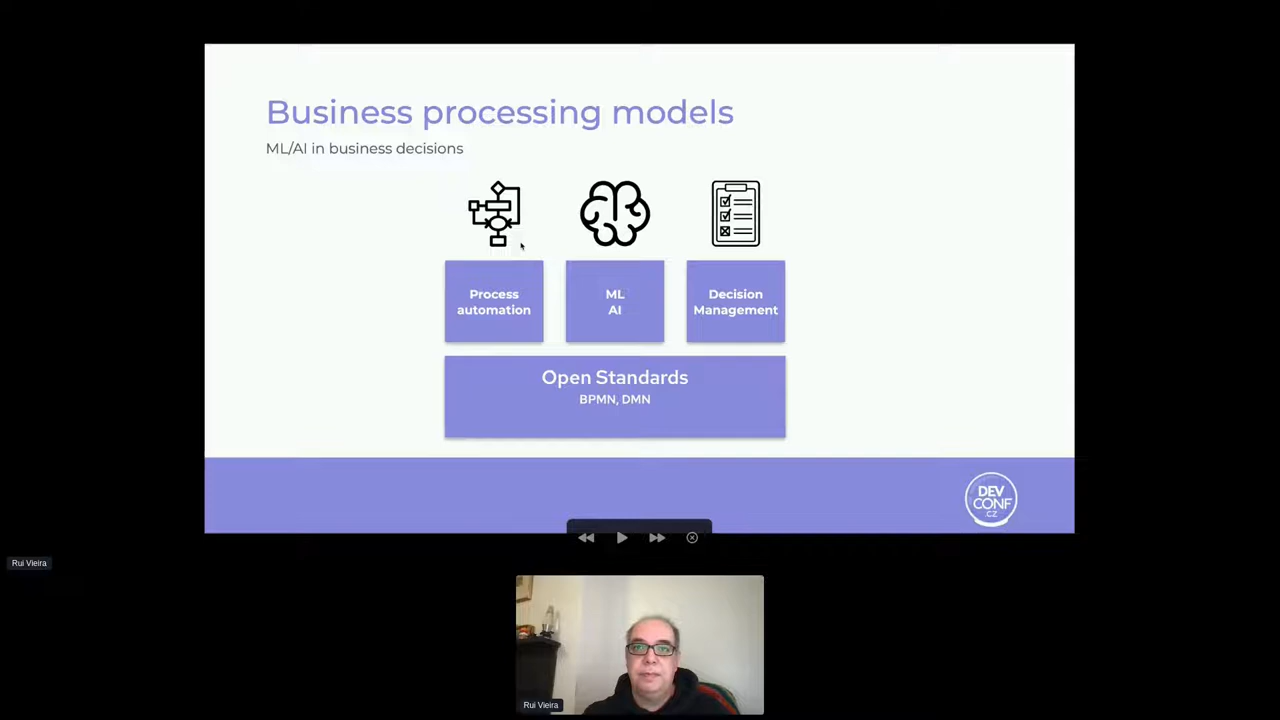 Business processing models
ML/AI in business decisions
Process
automation
ML
AI
Decision
Management
Open Standards
BPMN, DMN
DEV
CONF
CZ
Rui Vieira
Rui Vieira